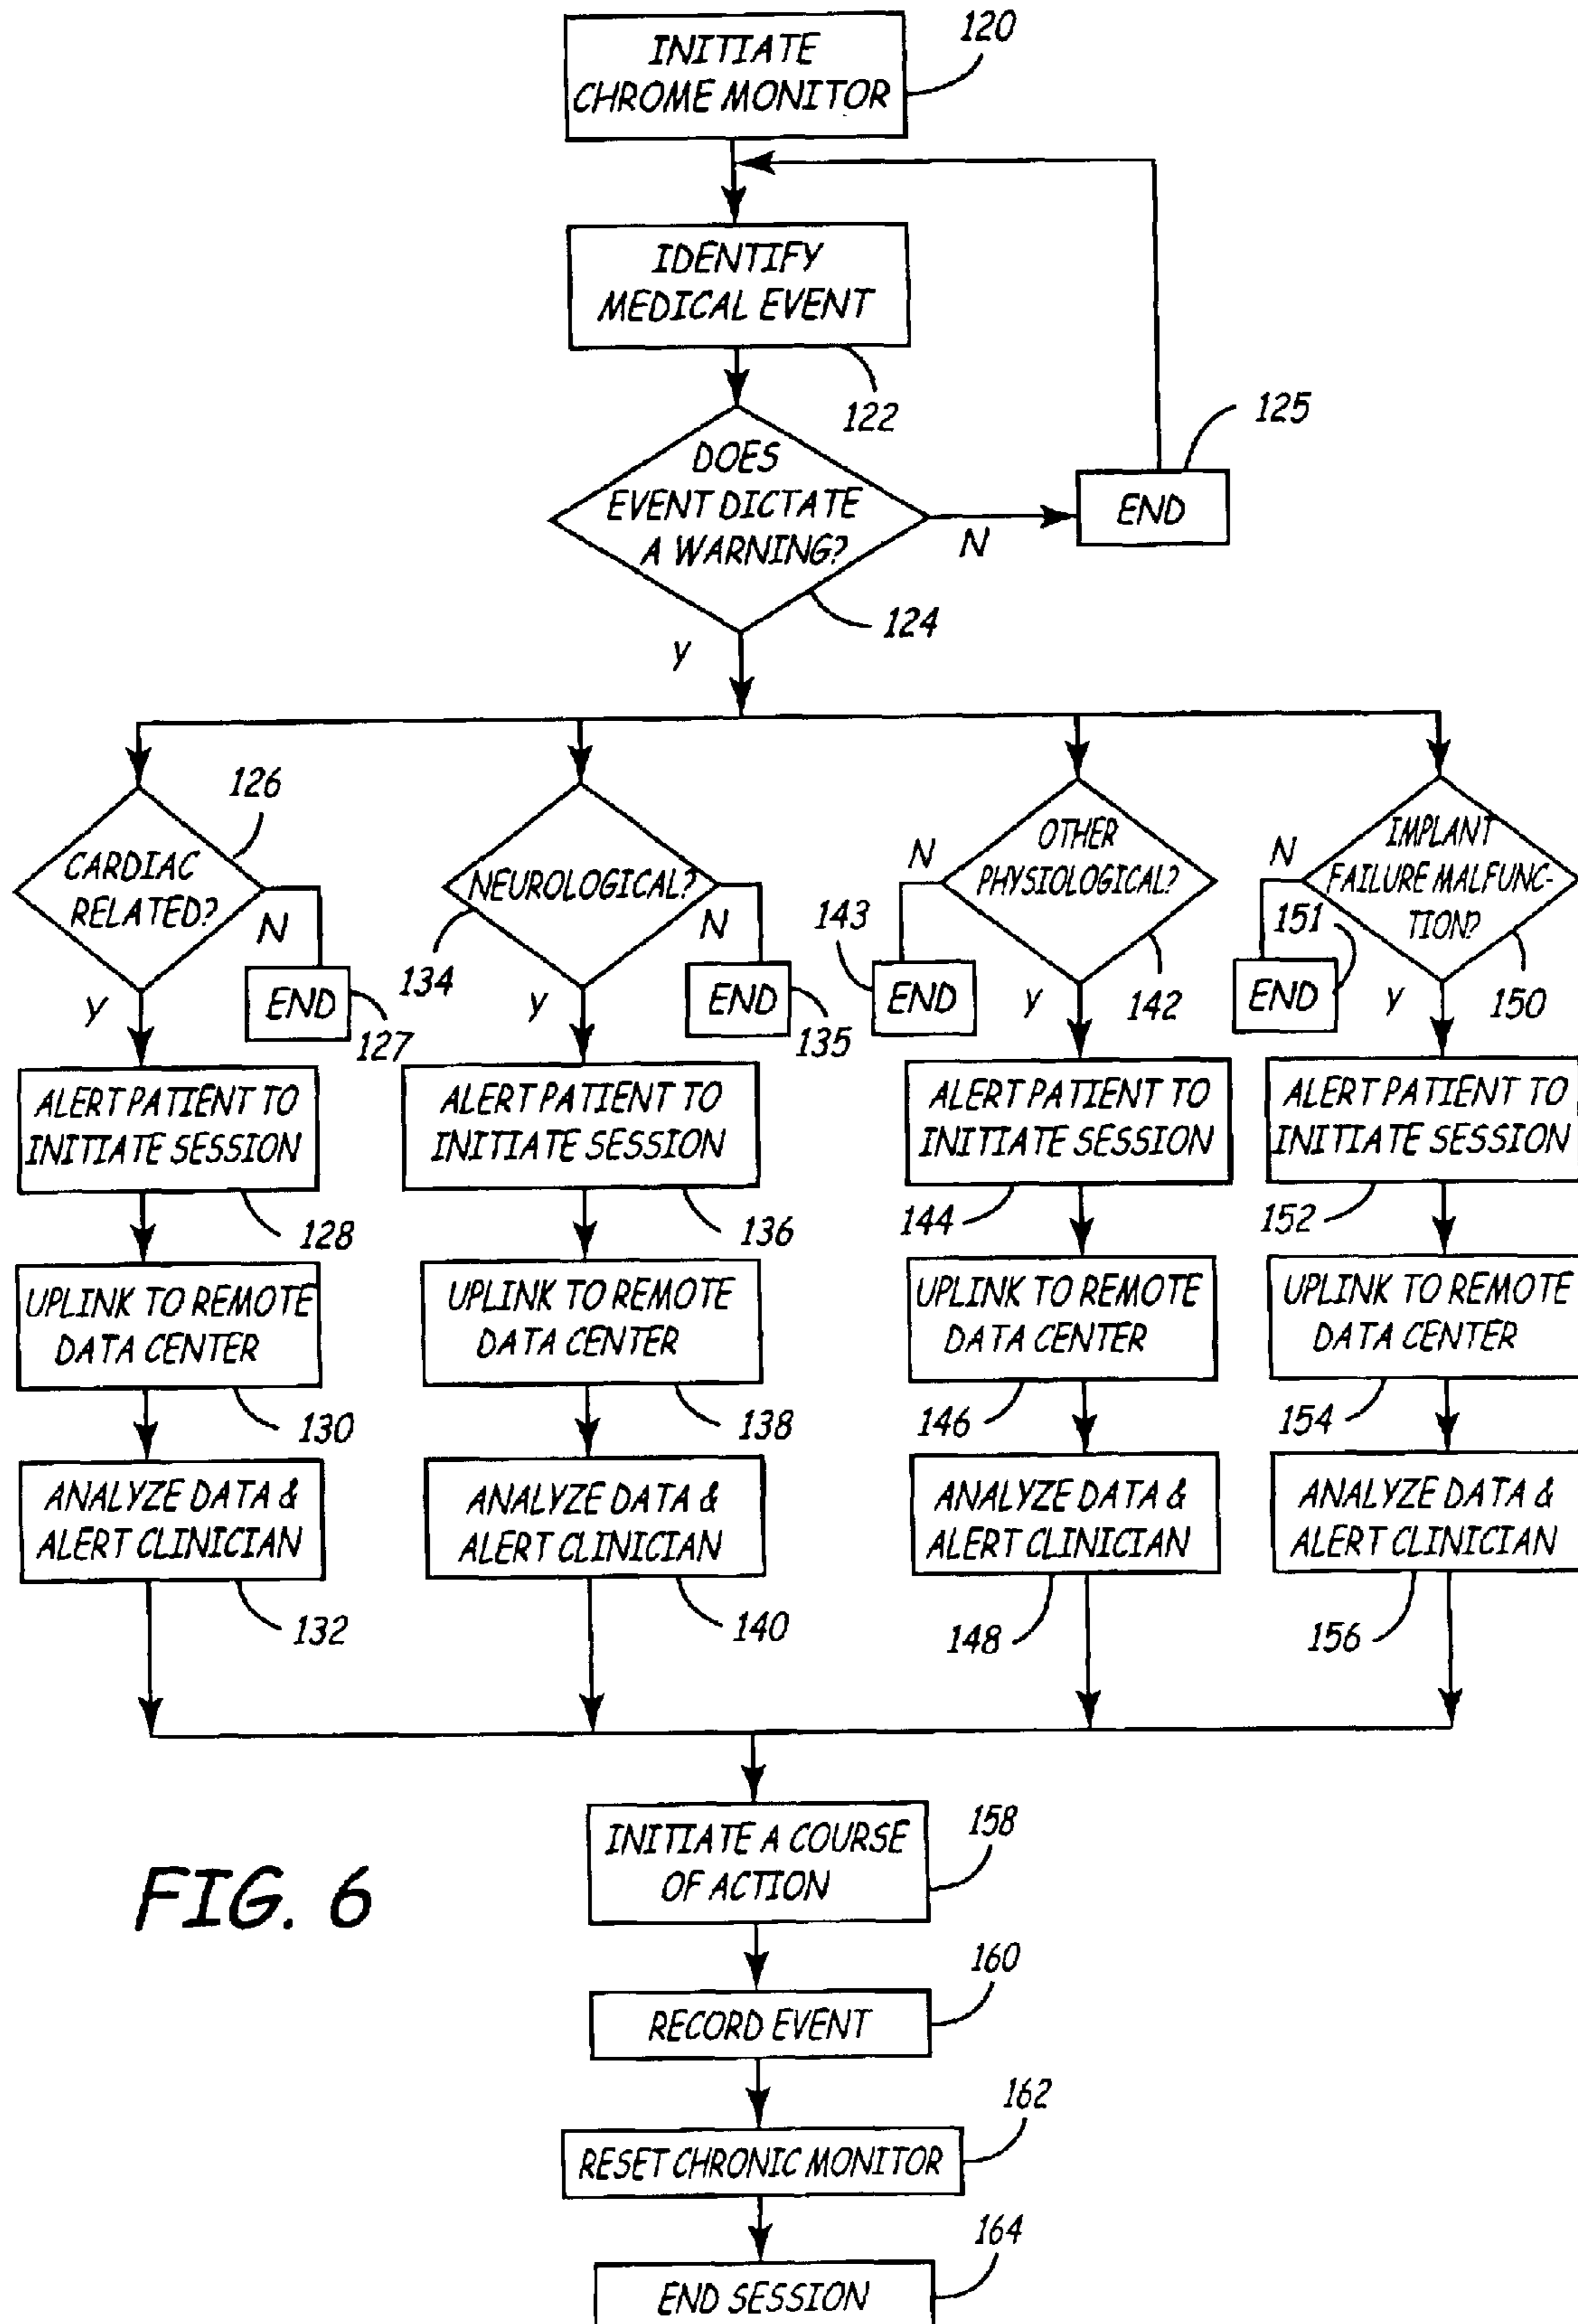 INITIATE
CHROME MONITOR
120
IDENTIFY
MEDICAL EVENT
122
DOES
EVENT DICTATE
A WARNING?
124
N
END
125
Y
CARDIAC
RELATED?
126
N
END
127
Y
ALERT PATIENT TO
INITIATE SESSION
128
UPLINK TO REMOTE
DATA CENTER
130
ANALYZE DATA &
ALERT CLINICIAN
132
NEUROLOGICAL?
134
N
END
135
Y
ALERT PATIENT TO
INITIATE SESSION
136
UPLINK TO REMOTE
DATA CENTER
138
ANALYZE DATA &
ALERT CLINICIAN
140
OTHER
PHYSIOLOGICAL?
142
N
143
END
Y
ALERT PATIENT TO
INITIATE SESSION
144
UPLINK TO REMOTE
DATA CENTER
146
ANALYZE DATA &
ALERT CLINICIAN
148
IMPLANT
FAILURE MALFUNC-
TION?
150
N
151
END
Y
ALERT PATIENT TO
INITIATE SESSION
152
UPLINK TO REMOTE
DATA CENTER
154
ANALYZE DATA &
ALERT CLINICIAN
156
INITIATE A COURSE
OF ACTION
158
RECORD EVENT
160
RESET CHRONIC MONITOR
162
END SESSION
164
FIG. 6